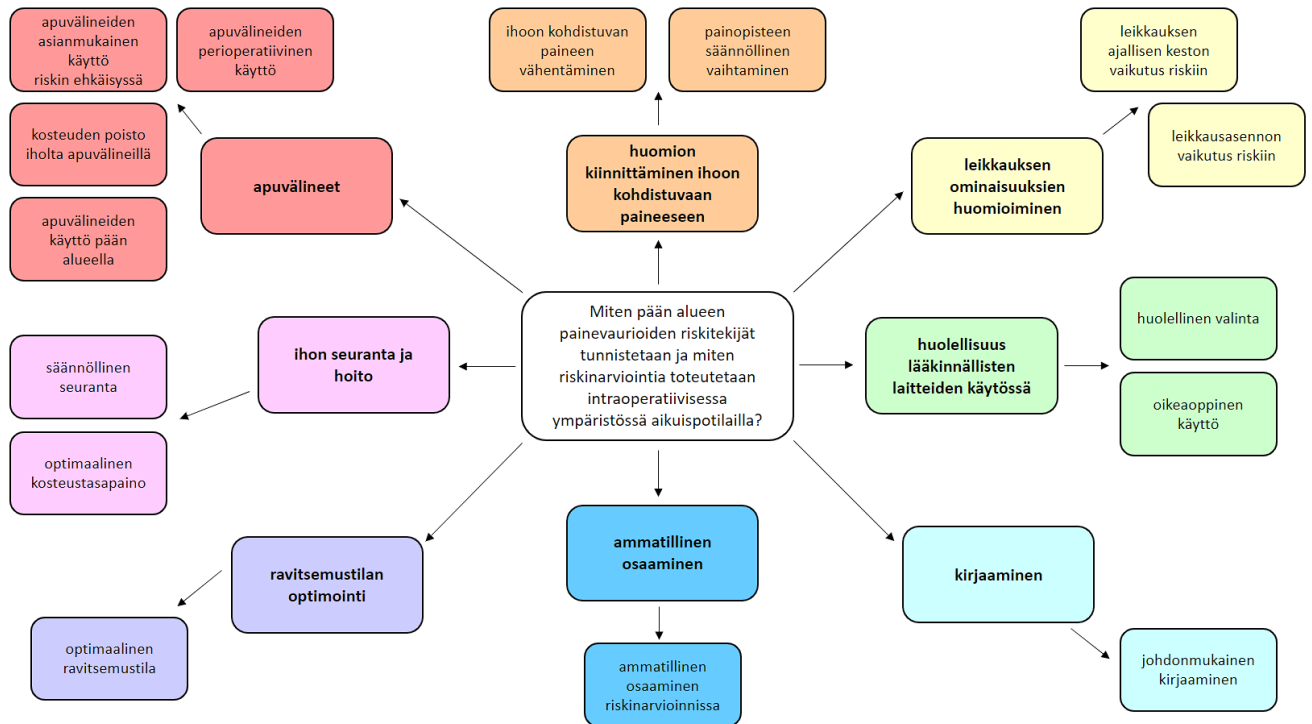 apuvälineiden
asianmukainen
käyttö
riskin ehkäisyssä
apuvälineiden
perioperatiivinen
käyttö
kosteuden poisto
iholta apuvälineillä
apuvälineiden
käyttö pään
alueella
apuvälineet
ihoon kohdistuvan
paineen
vähentäminen
painopisteen
säännöllinen
vaihtaminen
huomion
kiinnittäminen ihoon
kohdistuvaan
paineeseen
leikkauksen
ajallisen keston
vaikutus riskiin
leikkausasennon
vaikutus riskiin
leikkauksen
ominaisuuksien
huomioiminen
Miten pään alueen
painevaurioiden riskitekijät
tunnistetaan ja miten
riskinarviointia toteutetaan
intraoperatiivisessa
ympäristössä aikuispotilailla?
ihon seuranta ja
hoito
säännöllinen
seuranta
optimaalinen
kosteustasapaino
huolellisuus
lääkinnällisten
laitteiden käytössä
huolellinen valinta
oikeaoppinen
käyttö
ravitsemustilan
optimointi
optimaalinen
ravitsemustila
ammatillinen
osaaminen
ammatillinen
osaaminen
riskinarvioinnissa
kirjaaminen
johdonmukainen
kirjaaminen